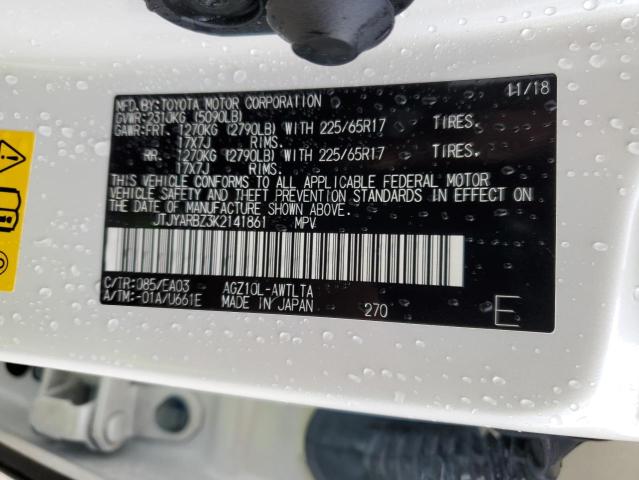 11/18
MFD.BY:TOYOTA MOTOR CORPORATION
GVWR:2310KG (5090LB)
GAWR:FRT. 1270KG (2790LB) WITH 225/65R17 TIRES.
17X7J RIMS.
RR. 1270KG (2790LB) WITH 225/65R17 TIRES.
17X7J RIMS.
THIS VEHICLE CONFORMS TO ALL APPLICABLE FEDERAL MOTOR
VEHICLE SAFETY AND THEFT PREVENTION STANDARDS IN EFFECT ON
THE DATE OF MANUFACTURE SHOWN ABOVE.
JTJYARBZ3K2141861 MPV
C/TR:085/EA03 AGZ10L-AWTLTA
A/TM:-01A/U661E MADE IN JAPAN 270 E